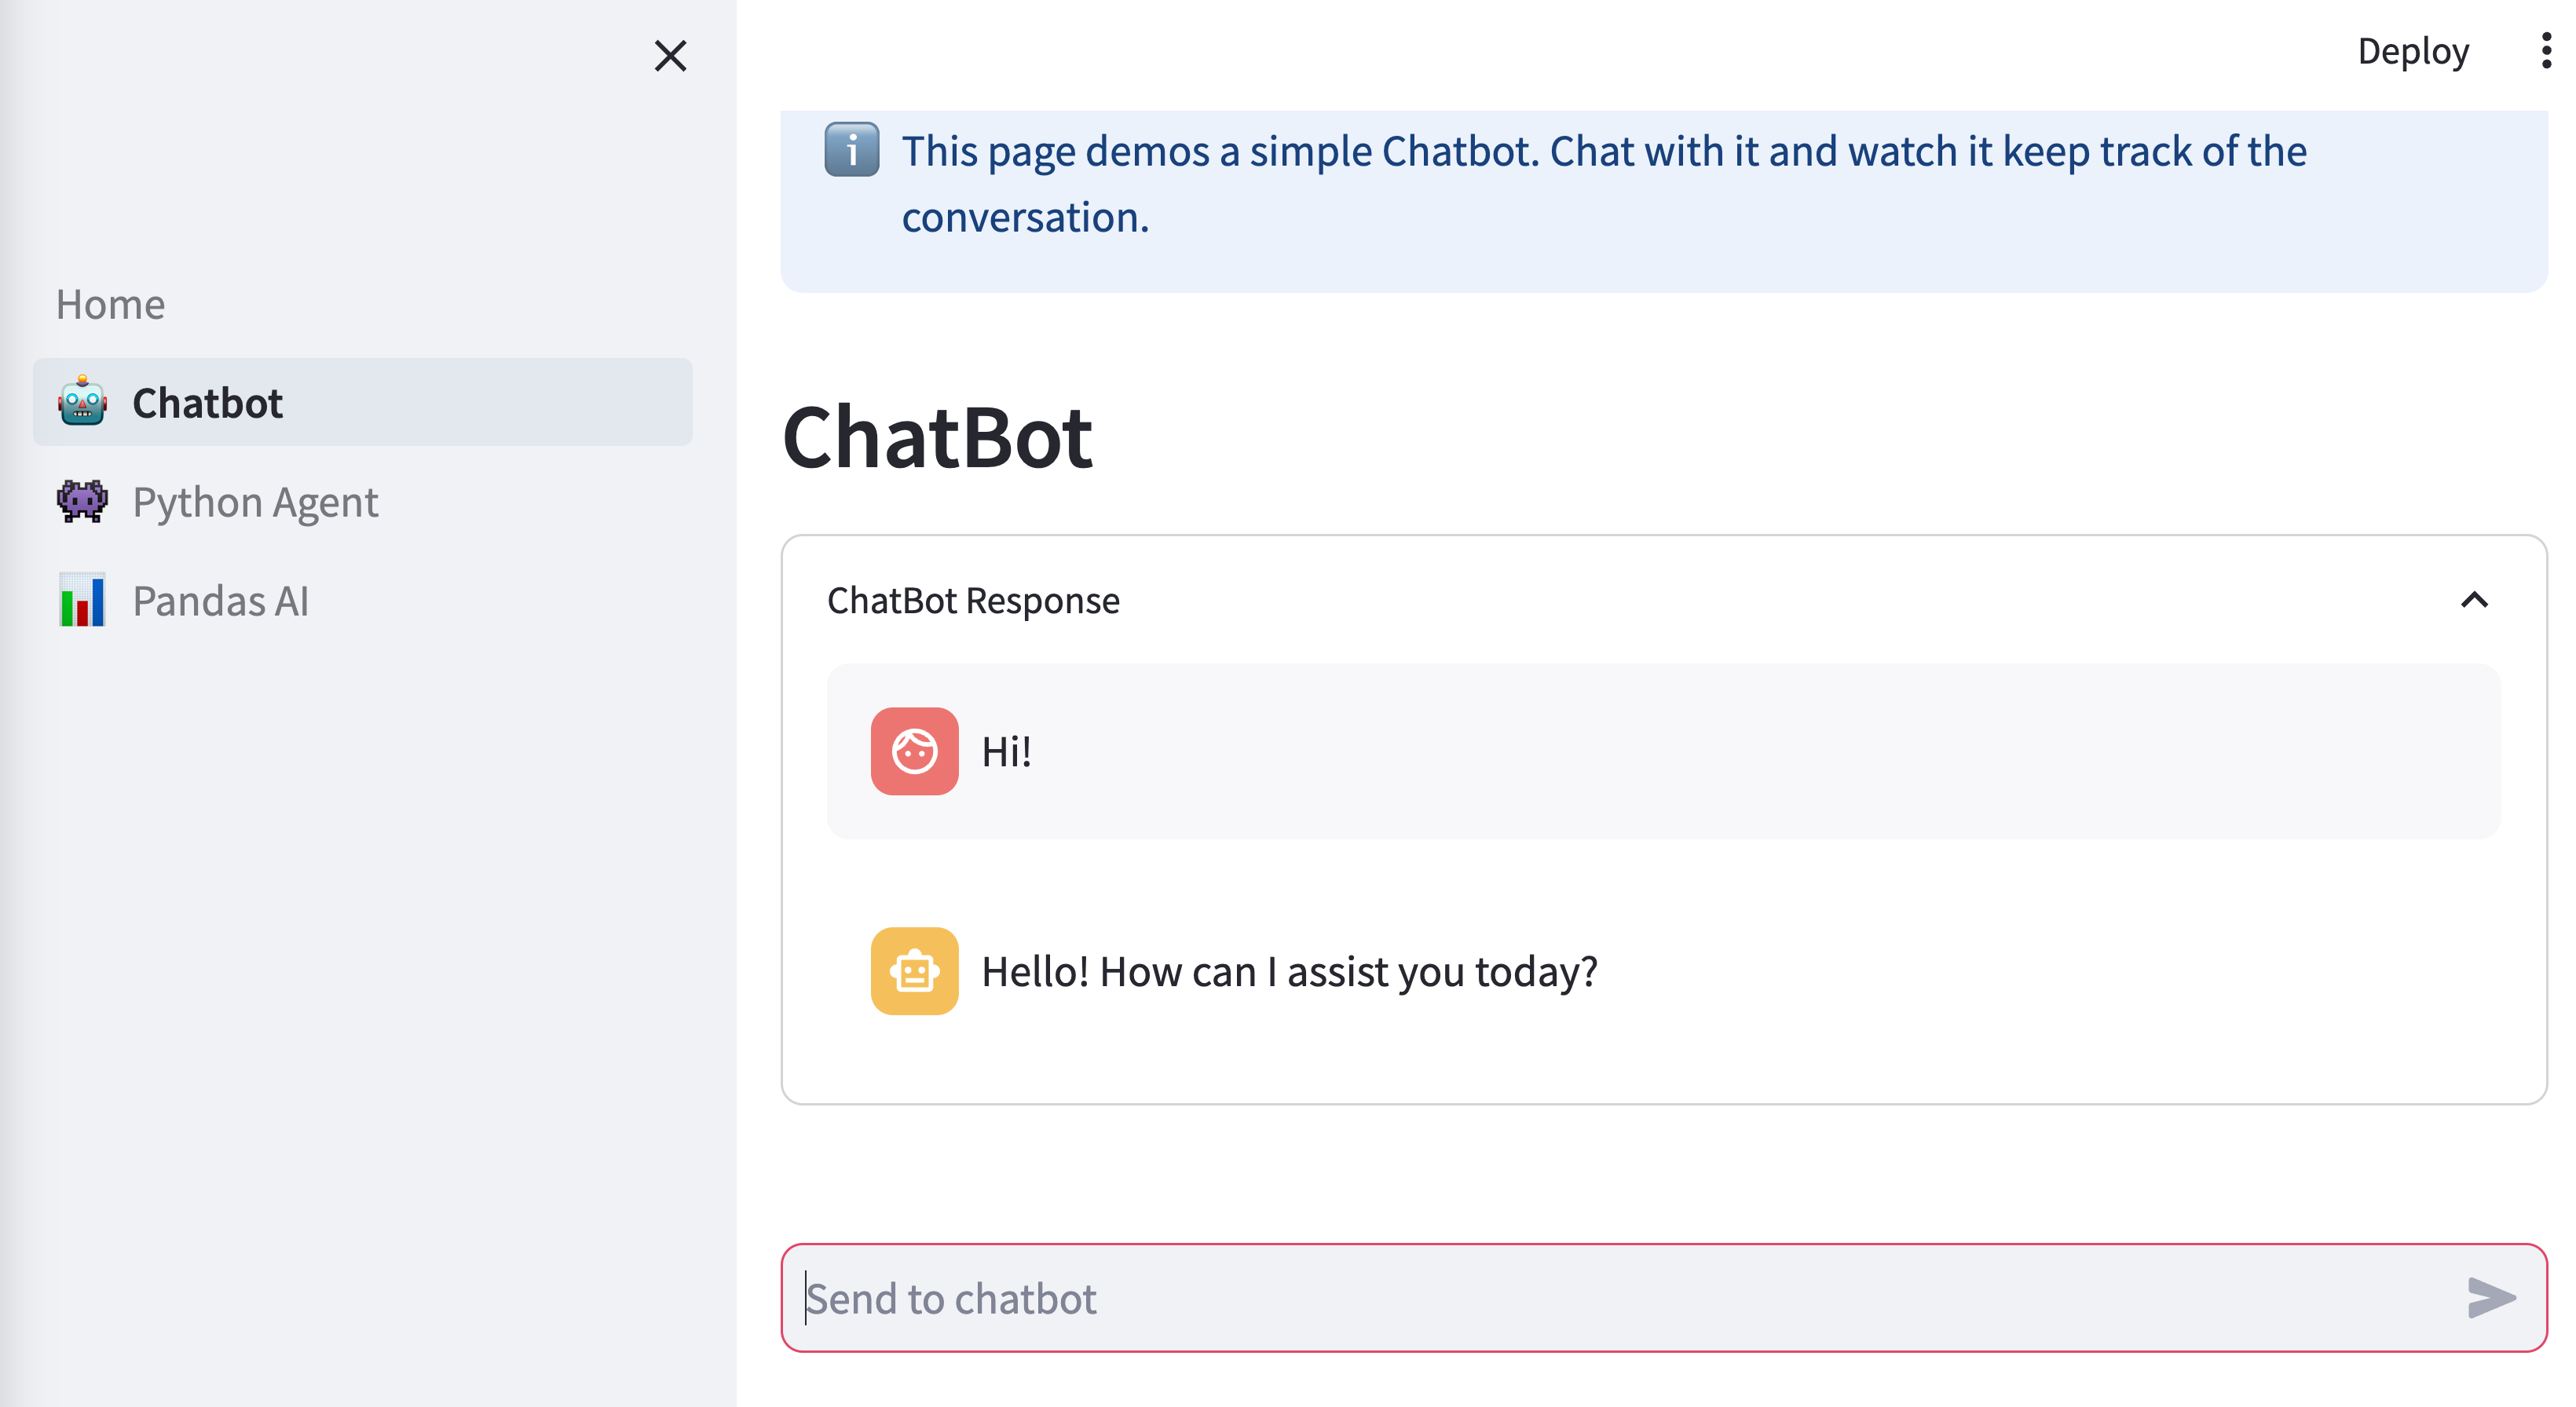 Deploy
Home
Chatbot
Python Agent
Pandas AI
This page demos a simple Chatbot. Chat with it and watch it keep track of the
conversation.
ChatBot
ChatBot Response
Hi!
Hello! How can I assist you today?
Send to chatbot